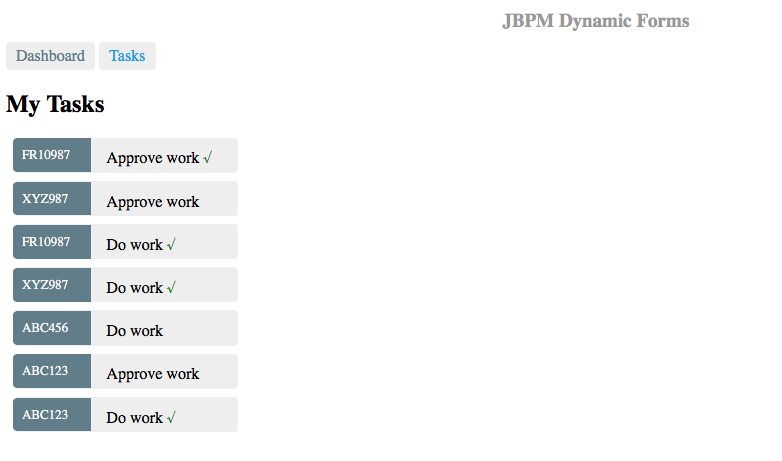 JBPM Dynamic Forms
Dashboard Tasks
My Tasks
FR10987 Approve work √
XYZ987 Approve work
FR10987 Do work √
XYZ987 Do work √
ABC456 Do work
ABC123 Approve work
ABC123 Do work √